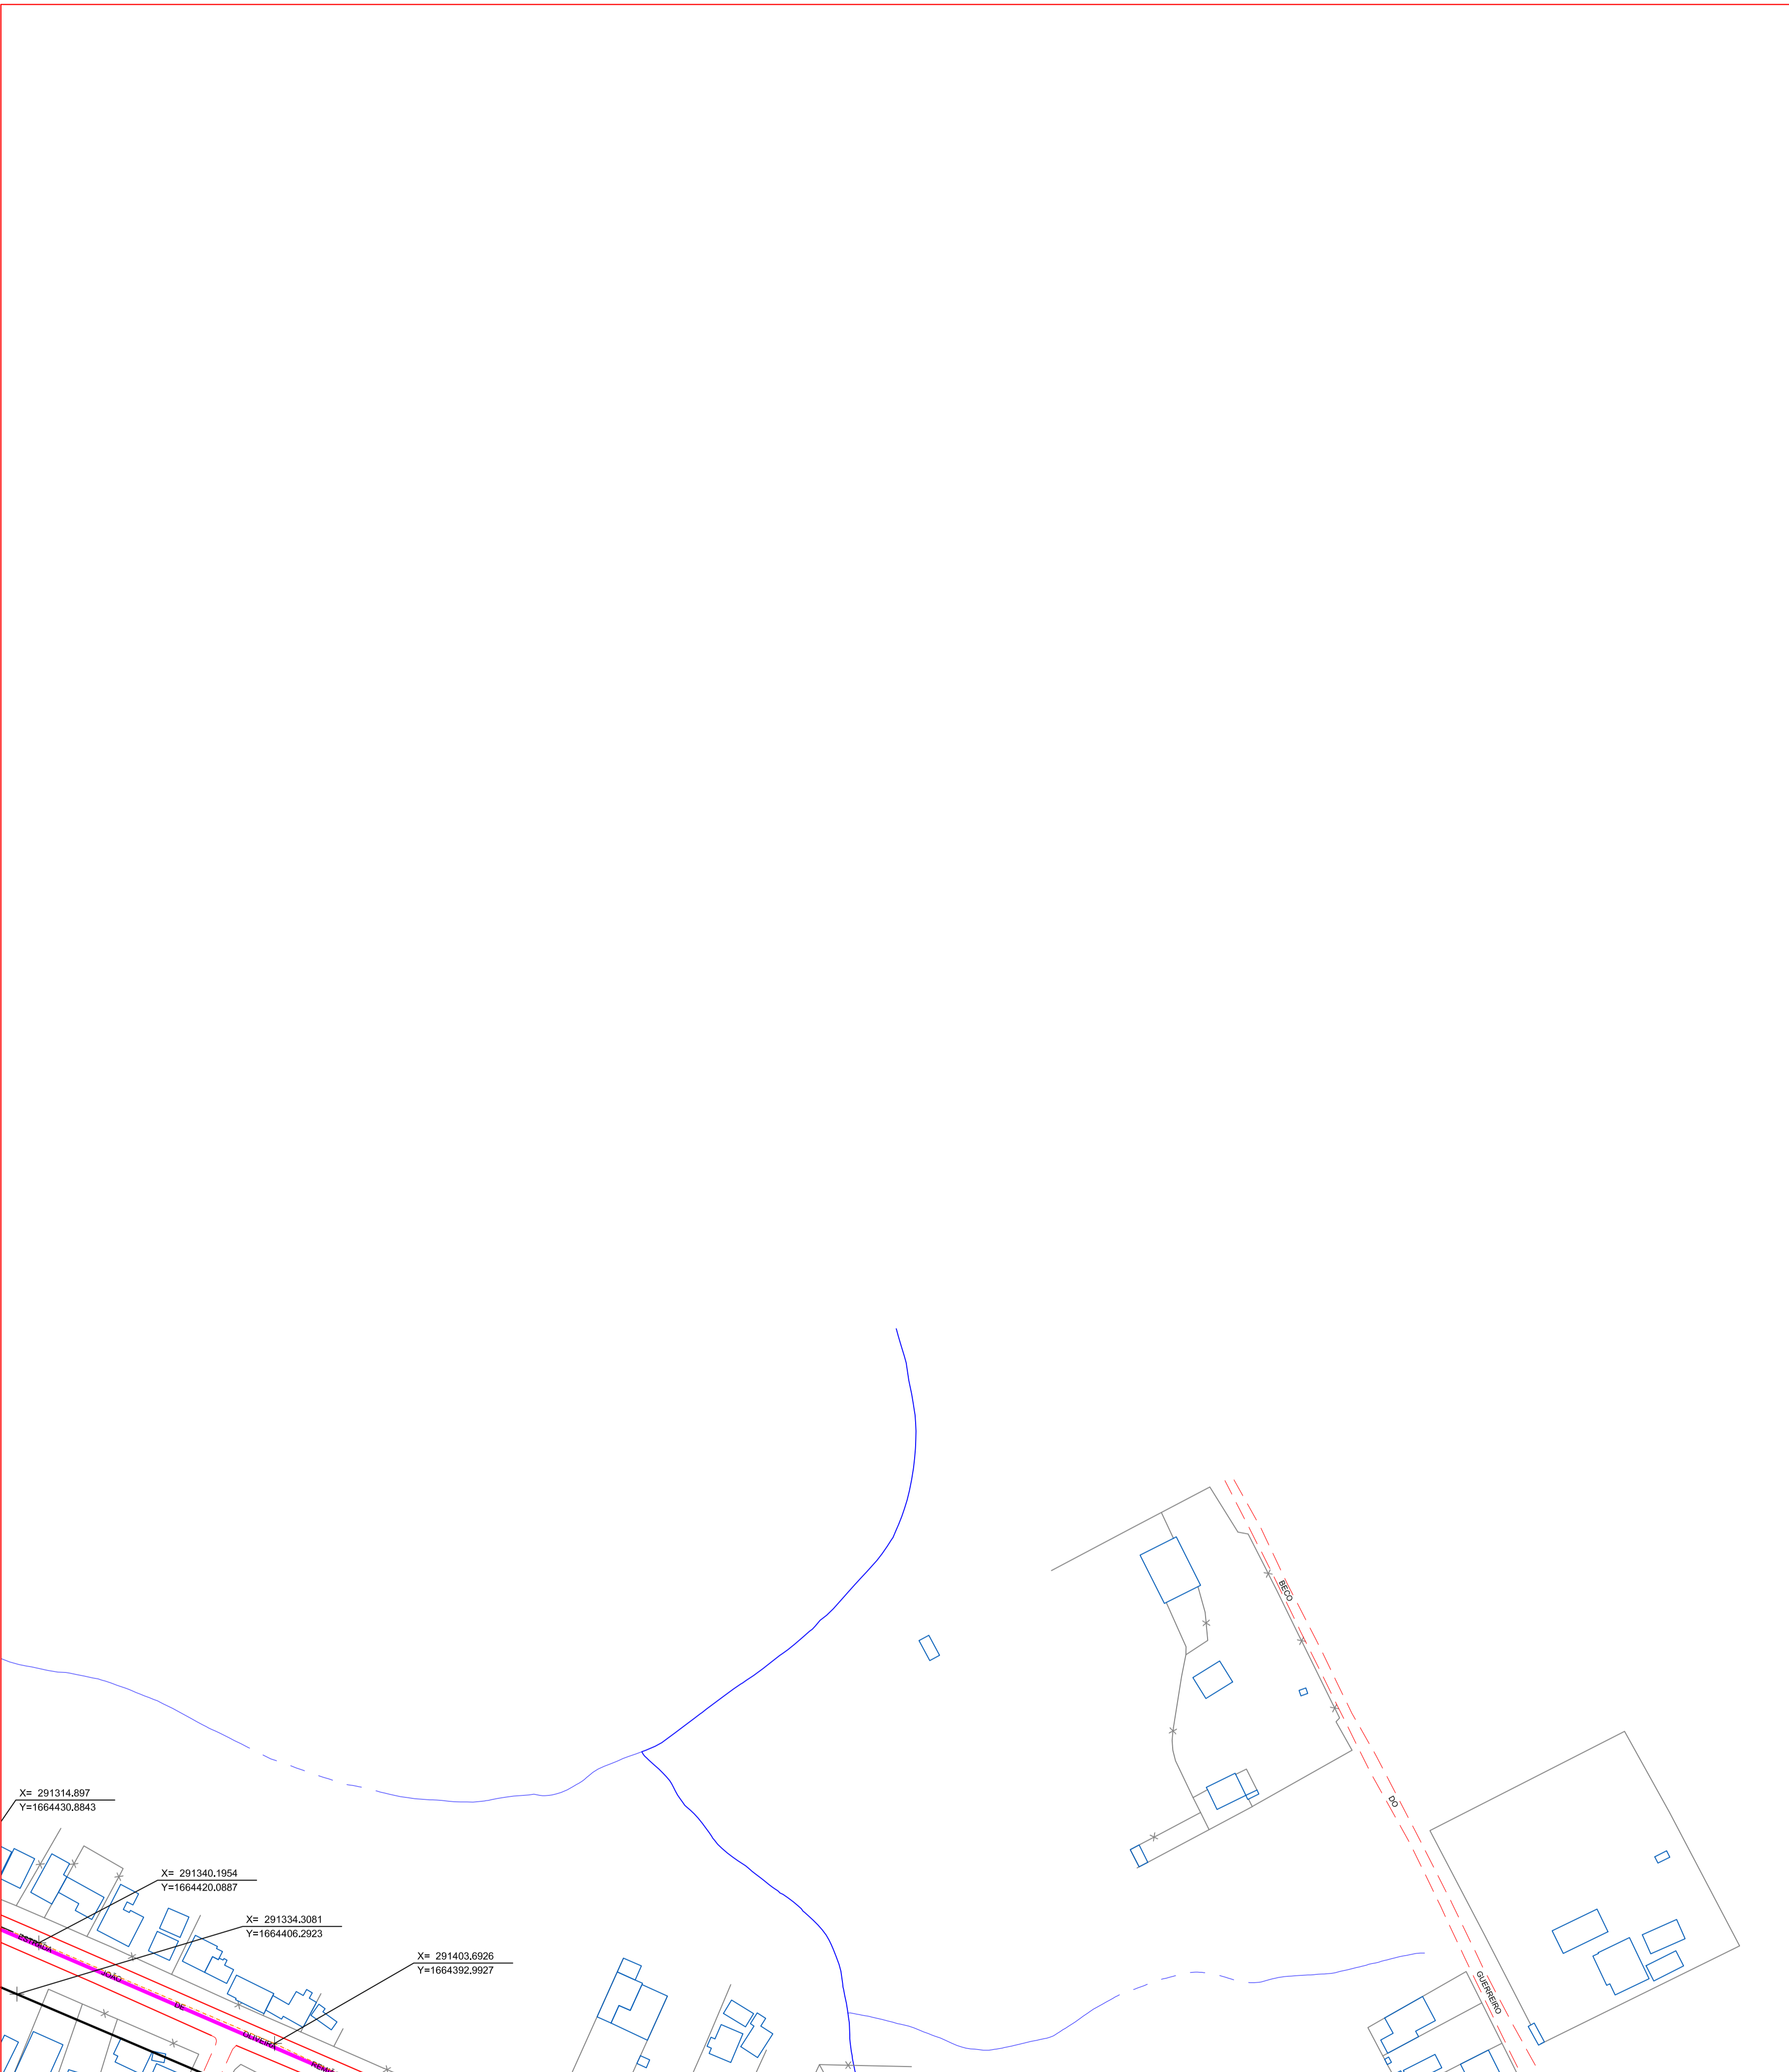 BECO
DO
GUERREIRO
X= 291314.897
Y=1664430.8843
X= 291340.1954
Y=1664420.0887
X= 291334.3081
Y=1664406.2923
X= 291403.6926
Y=1664392.9927
ESTRADA
JOÃO
DE
OLIVEIRA